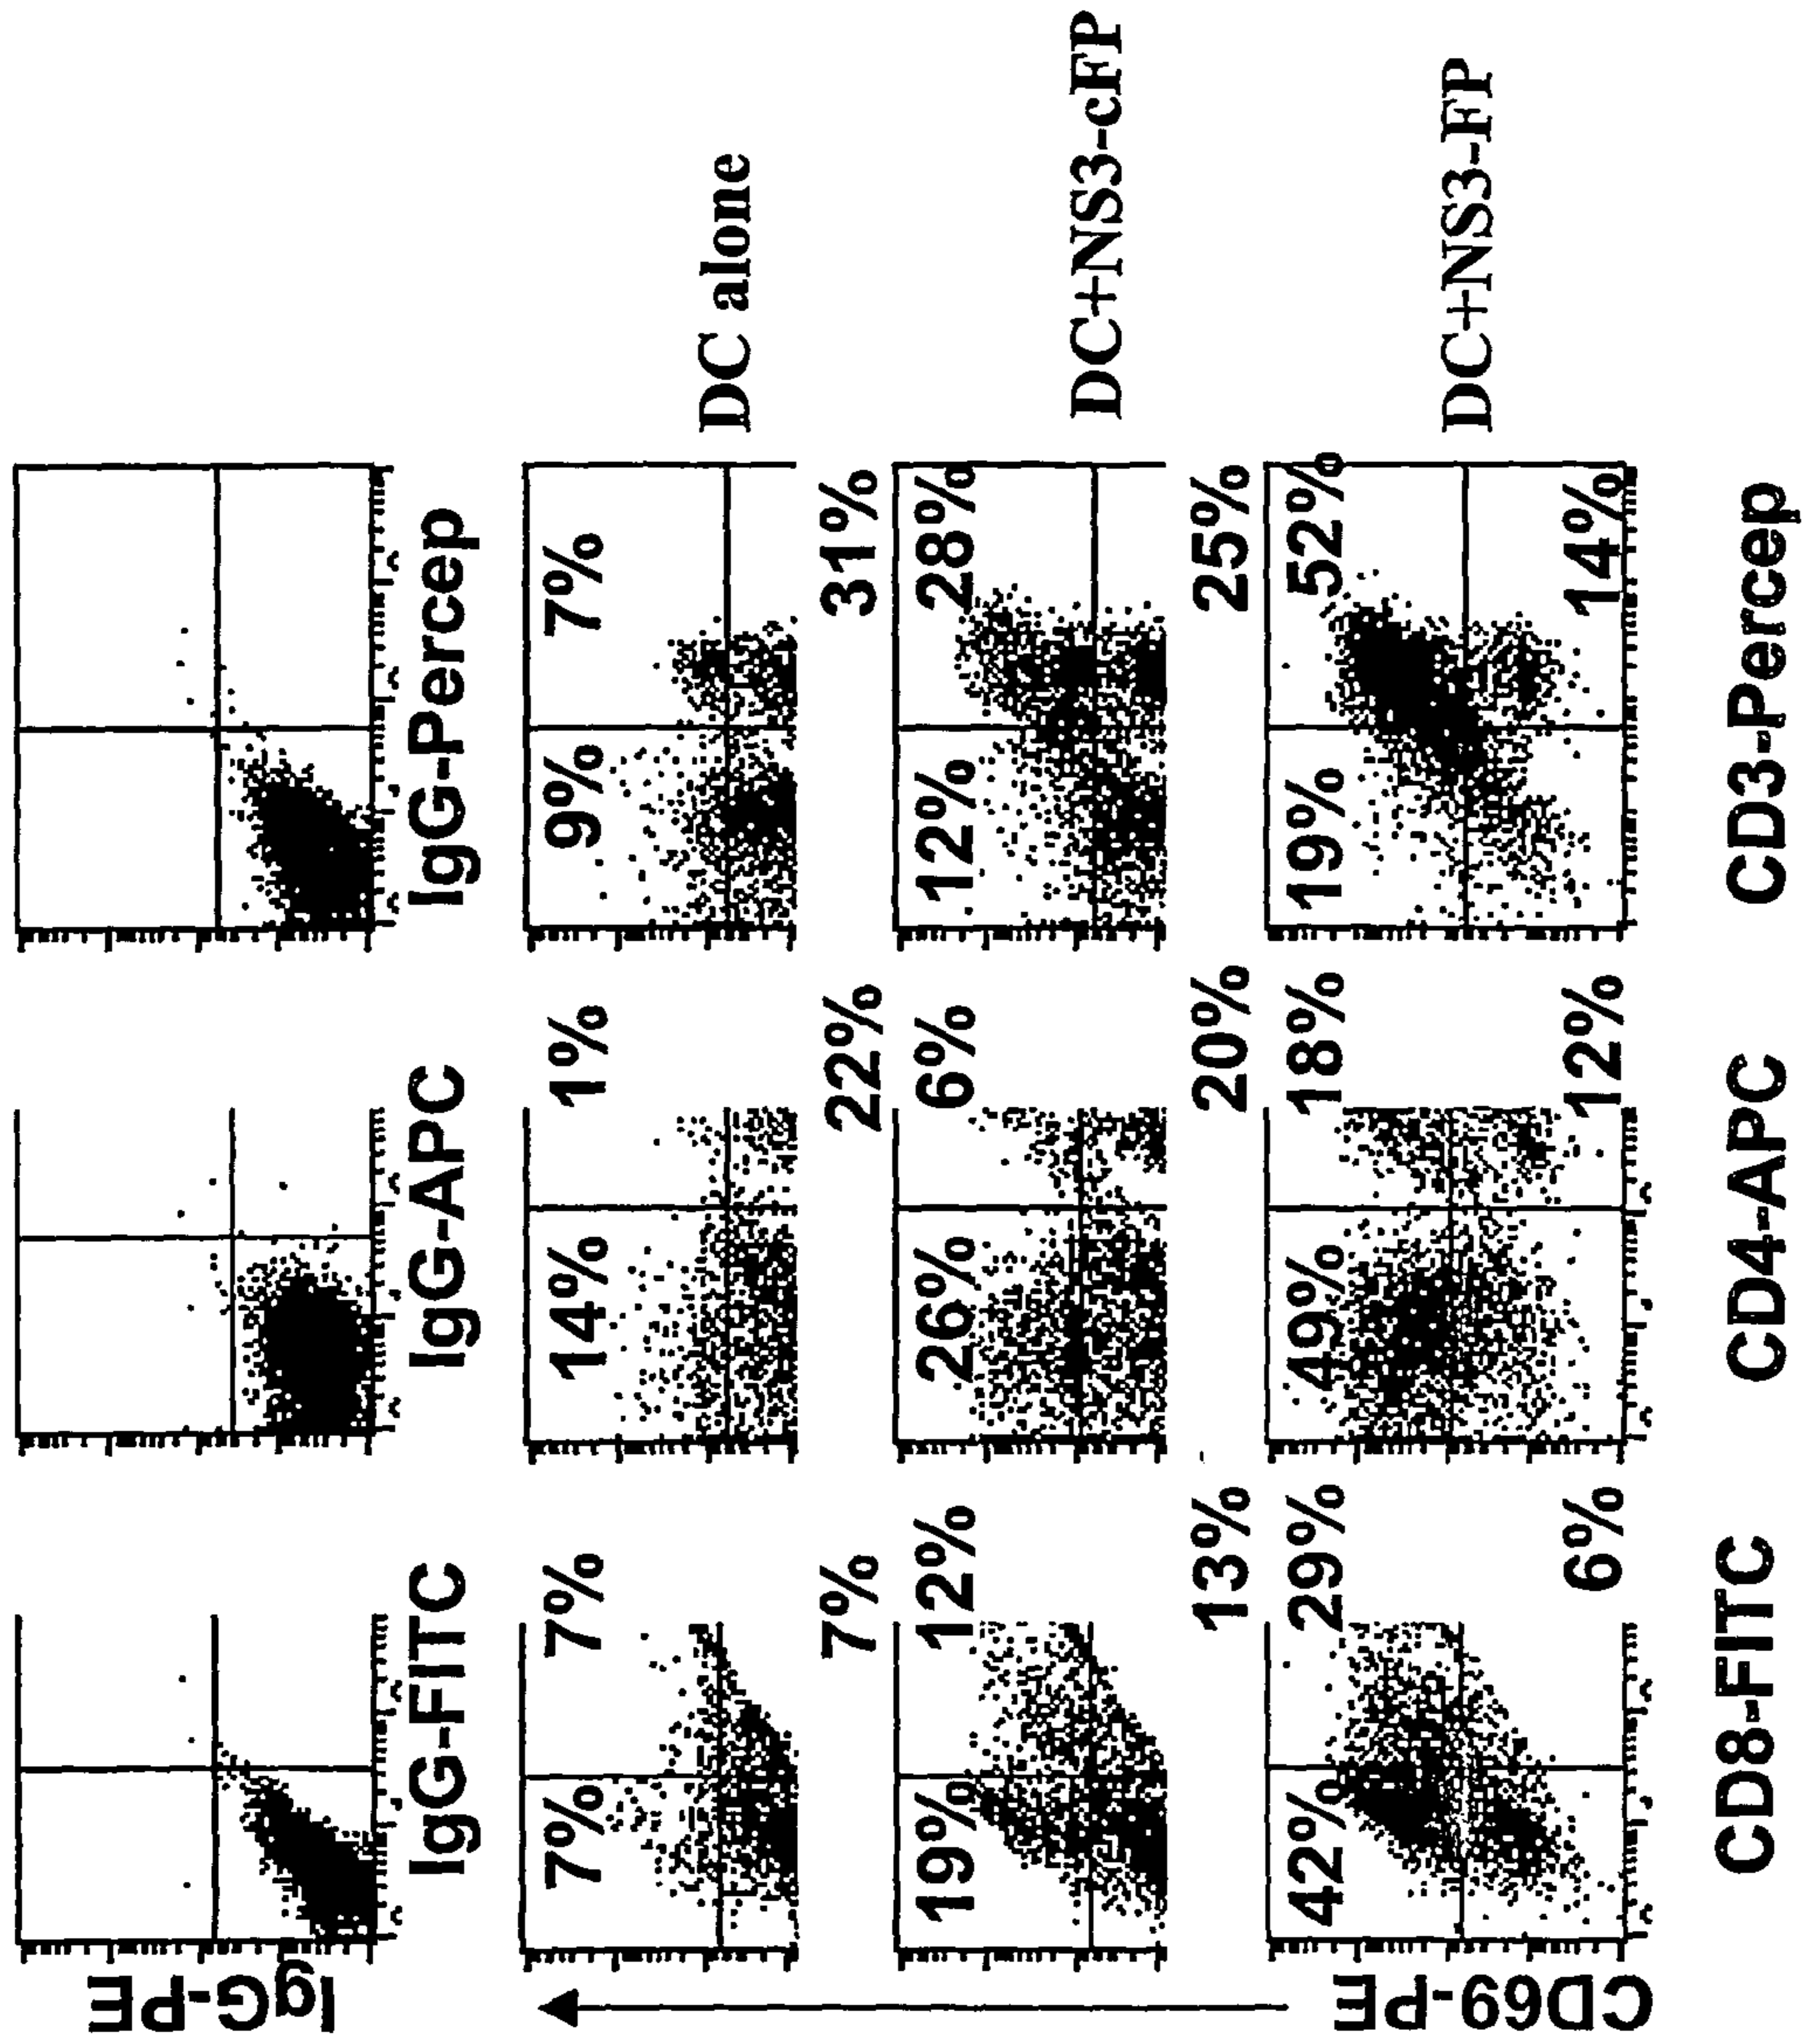 IgG-PE
IgG-FITC IgG-APC IgG-Percep
7% 7% 14% 1% 9% 7%
DC alone
7% 22% 31%
19% 12% 26% 6% 12% 28%
DC+NS3-cFP
13% 20% 25%
42% 29% 49% 18% 19% 52%
DC+NS3-FP
6% 12% 14%
CD69-PE
CD8-FITC CD4-APC CD3-Percep